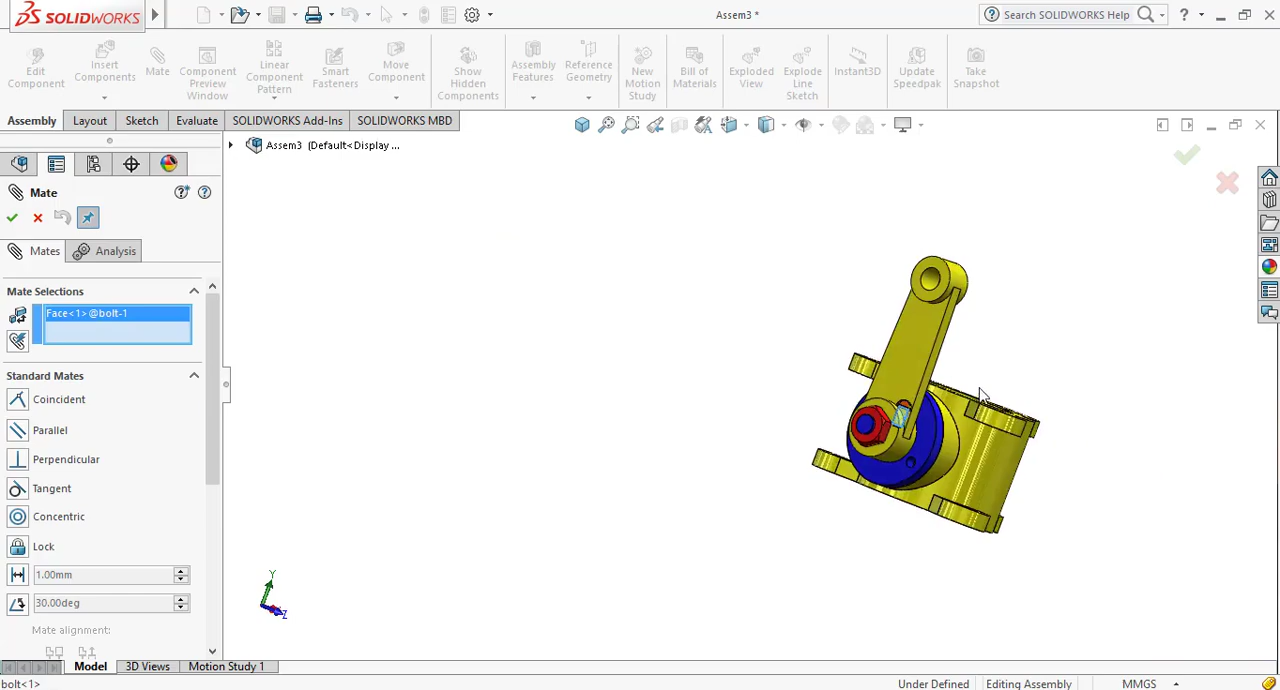 SOLIDWORKS
Assem3 *
Search SOLIDWORKS Help
?
Edit Component
Insert Components
Mate
Component Preview Window
Linear Component Pattern
Smart Fasteners
Move Component
Show Hidden Components
Assembly Features
Reference Geometry
New Motion Study
Bill of Materials
Exploded View
Explode Line Sketch
Instant3D
Update Speedpak
Take Snapshot
Assembly
Layout
Sketch
Evaluate
SOLIDWORKS Add-Ins
SOLIDWORKS MBD
Assem3 (Default<Display ...
Mate
Mates
Analysis
Mate Selections
Face<1>@bolt-1
Standard Mates
Coincident
Parallel
Perpendicular
Tangent
Concentric
Lock
1.00mm
30.00deg
Mate alignment:
Y
Z
Model
3D Views
Motion Study 1
bolt<1>
Under Defined
Editing Assembly
MMGS